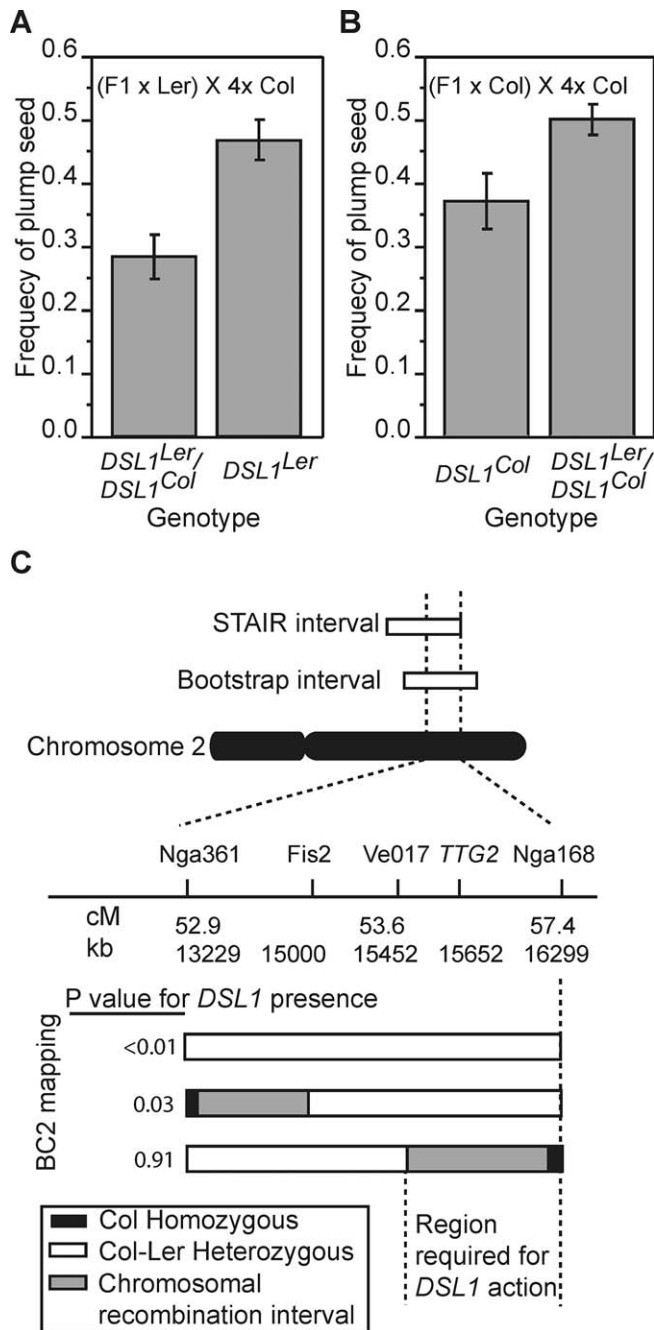 A
0.6
0.5
0.4
0.3
0.2
0.1
0.0
Frequecy of plump seed
(F1 x Ler) X 4x Col
DSL1Ler/
DSL1Col
DSL1Ler
Genotype
B
0.6
0.5
0.4
0.3
0.2
0.1
0.0
Frequecy of plump seed
(F1 x Col) X 4x Col
DSL1Col
DSL1Ler/
DSL1Col
Genotype
C
STAIR interval
Bootstrap interval
Chromosome 2
Nga361 Fis2 Ve017 TTG2 Nga168
cM 52.9 53.6 57.4
kb 13229 15000 15452 15652 16299
P value for DSL1 presence
BC2 mapping
<0.01
0.03
0.91
Col Homozygous
Col-Ler Heterozygous
Chromosomal
recombination interval
Region
required for
DSL1 action